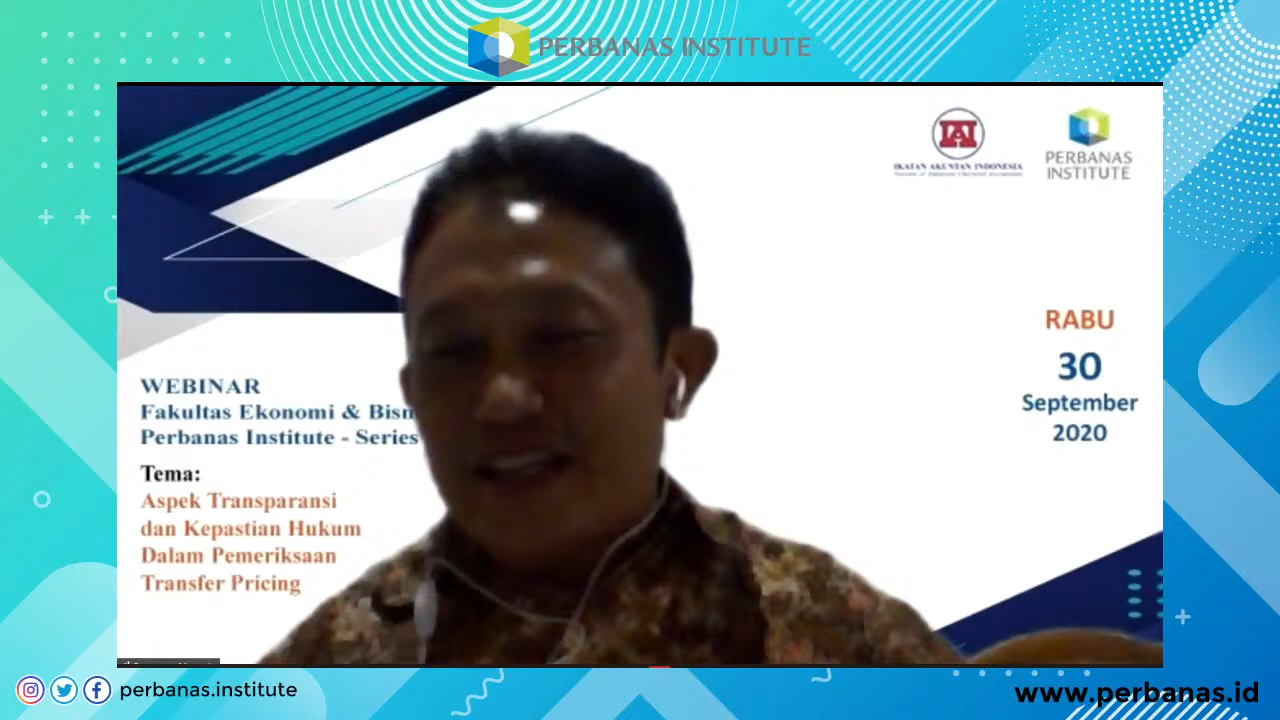 PERBANAS INSTITUTE
IKATAN AKUNTAN INDONESIA
PERBANAS
INSTITUTE
RABU
30
September
2020
WEBINAR
Fakultas Ekonomi & Bisn
Perbanas Institute - Series
Tema:
Aspek Transparansi
dan Kepastian Hukum
Dalam Pemeriksaan
Transfer Pricing
perbanas.institute
www.perbanas.id